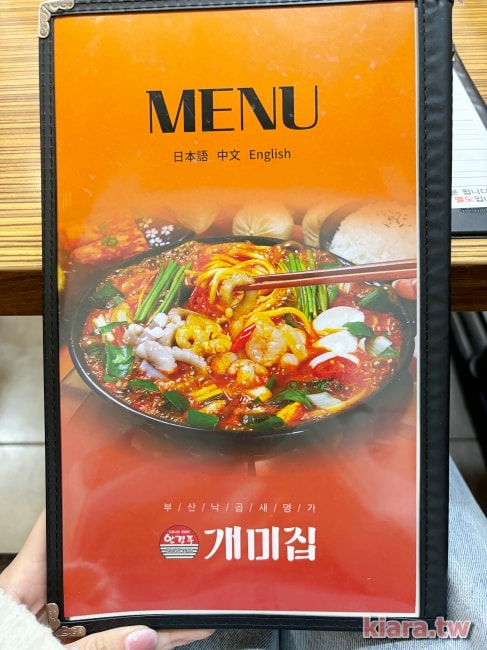 MENU
日本語 中文 English
부/산/낙/곱/새/명/가
안경두
개미집
kiara.tw